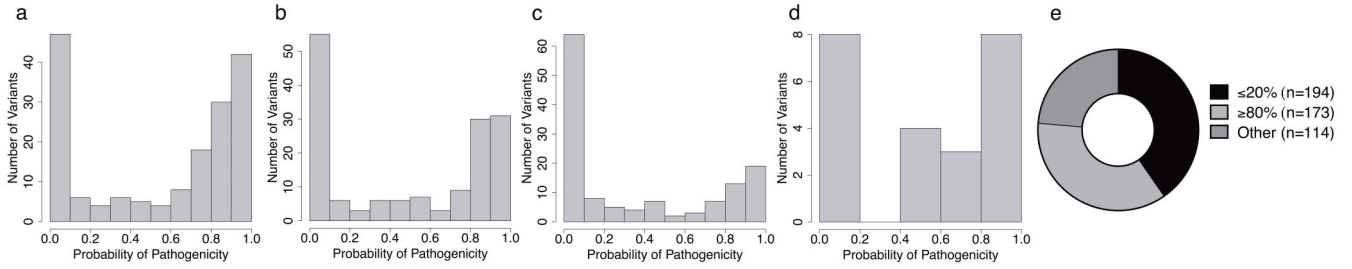 a
Number of Variants
40
30
20
10
0
0.0 0.2 0.4 0.6 0.8 1.0
Probability of Pathogenicity
b
Number of Variants
50
40
30
20
10
0
0.0 0.2 0.4 0.6 0.8 1.0
Probability of Pathogenicity
c
Number of Variants
60
50
40
30
20
10
0
0.0 0.2 0.4 0.6 0.8 1.0
Probability of Pathogenicity
d
Number of Variants
8
6
4
2
0
0.0 0.2 0.4 0.6 0.8 1.0
Probability of Pathogenicity
e
≤20% (n=194)
≥80% (n=173)
Other (n=114)